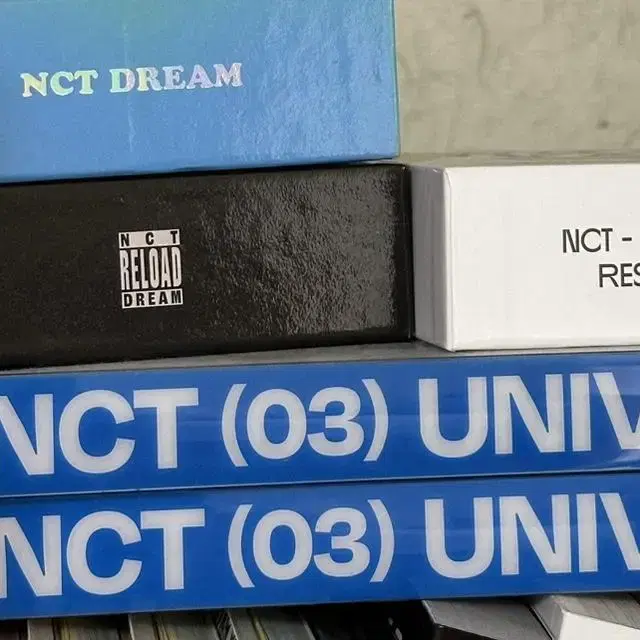 NCT DREAM
NCT
RELOAD
DREAM
NCT -
RES
NCT (03) UNIV
NCT (03) UNIV